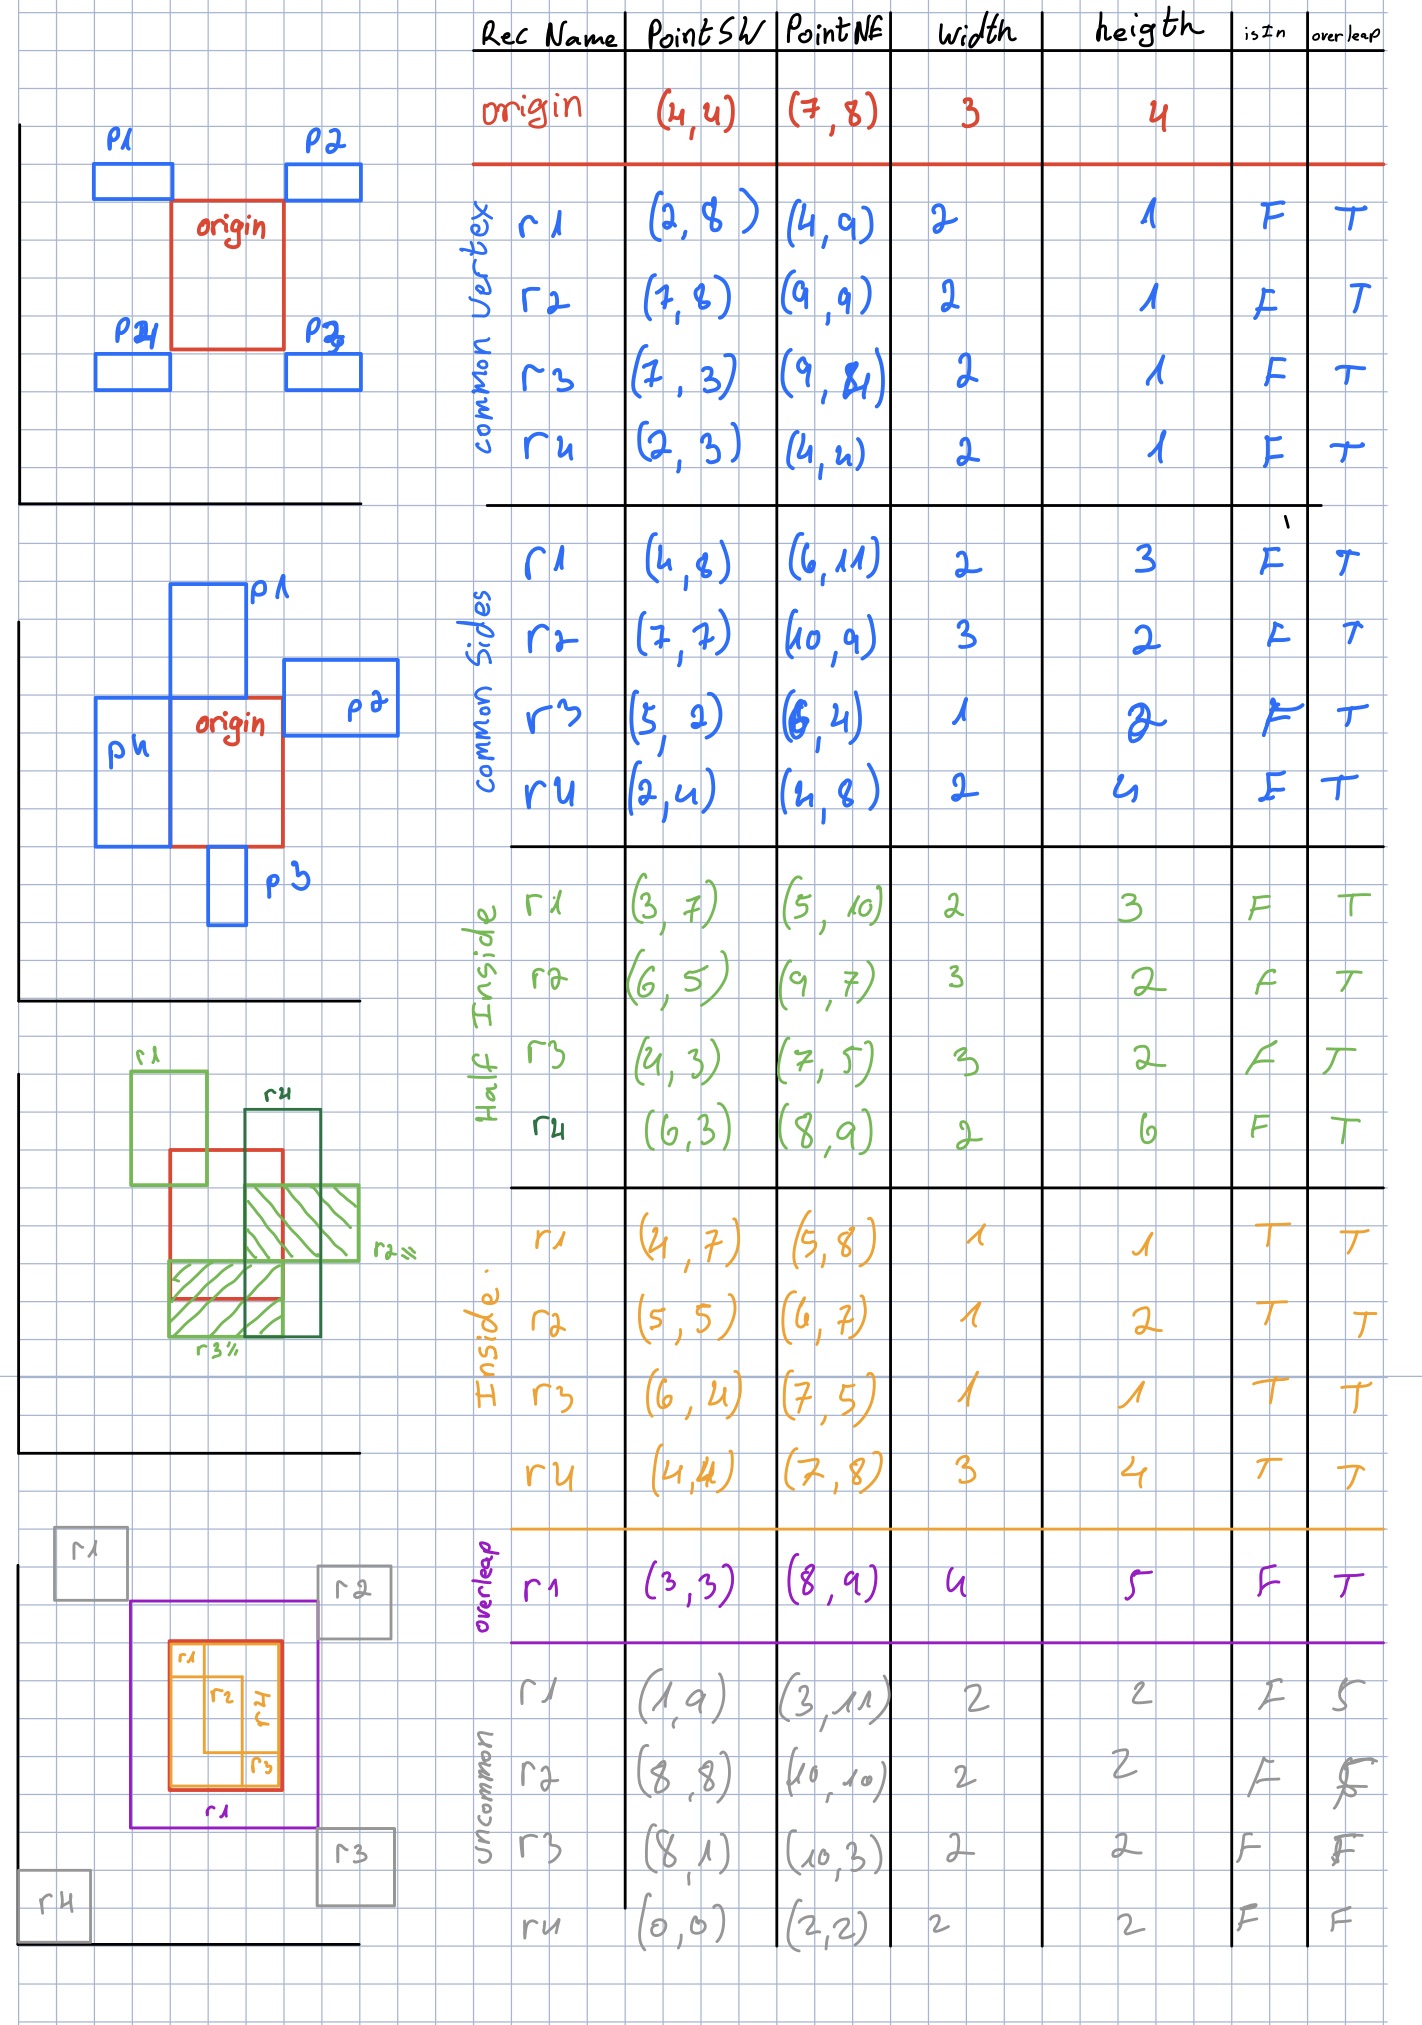 Rec Name PointSW PointNE width heigth isIn overleap
origin (4,4) (7,8) 3 4
common Vertex
r1 (2,8) (4,9) 2 1 F T
r2 (7,8) (9,9) 2 1 F T
r3 (7,3) (9,4) 2 1 F T
r4 (2,3) (4,4) 2 1 F T
common Sides
r1 (4,8) (6,11) 2 3 F T
r2 (7,7) (10,9) 3 2 F T
r3 (5,2) (6,4) 1 2 F T
r4 (2,4) (4,8) 2 4 F T
Half Inside
r1 (3,7) (5,10) 2 3 F T
r2 (6,5) (9,7) 3 2 F T
r3 (4,3) (7,5) 3 2 F T
r4 (6,3) (8,9) 2 6 F T
Inside.
r1 (4,7) (5,8) 1 1 T T
r2 (5,5) (6,7) 1 2 T T
r3 (6,4) (7,5) 1 1 T T
r4 (4,4) (7,8) 3 4 T T
overleap
r1 (3,3) (8,9) 4 5 F T
uncommon
r1 (1,9) (3,11) 2 2 F 5
r2 (8,8) (10,10) 2 2 F F
r3 (8,1) (10,3) 2 2 F F
r4 (0,0) (2,2) 2 2 F F
P1 P2
origin
P4 P3
p1
p2
origin
p4
p3
r1
r4
r2
r3
r1
r2
r1
r2 r4
r3
r1
r3
r4